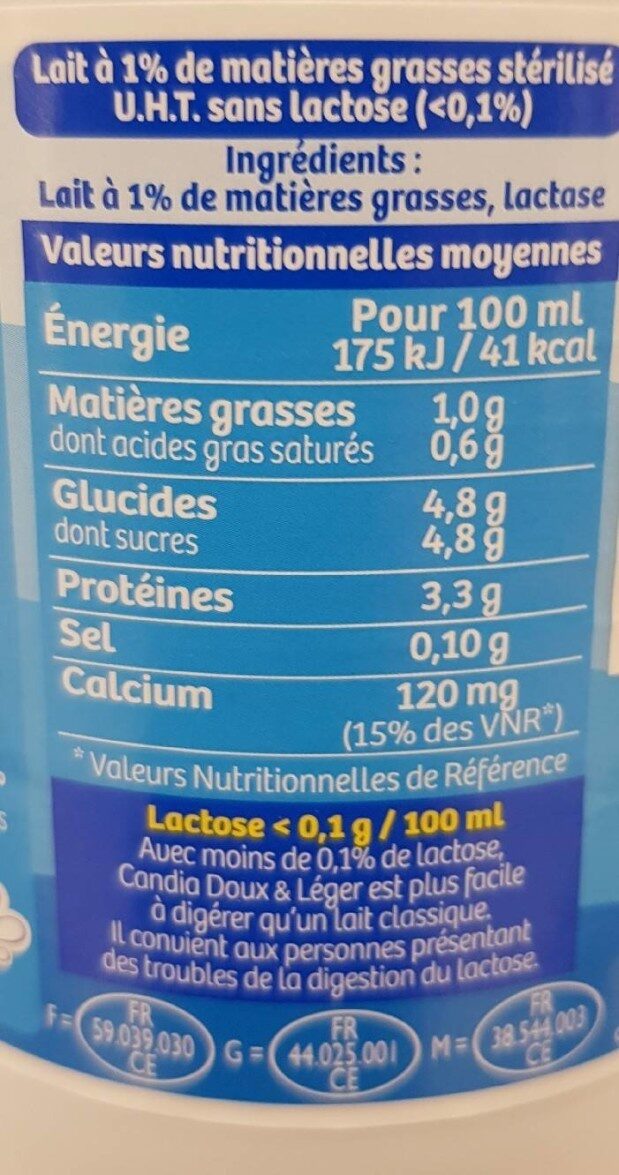 Lait à 1% de matières grasses stérilisé
U.H.T. sans lactose (<0,1%)
Ingrédients :
Lait à 1% de matières grasses, lactase
Valeurs nutritionnelles moyennes
Énergie Pour 100 ml
175 kJ / 41 kcal
Matières grasses 1,0 g
dont acides gras saturés 0,6 g
Glucides 4,8 g
dont sucres 4,8 g
Protéines 3,3 g
Sel 0,10 g
Calcium 120 mg
(15% des VNR*)
* Valeurs Nutritionnelles de Référence
Lactose < 0,1 g / 100 ml
Avec moins de 0,1% de lactose,
Candia Doux & Léger est plus facile
à digérer qu'un lait classique.
Il convient aux personnes présentant
des troubles de la digestion du lactose.
F = FR 59.039.030 CE G = FR 44.025.001 CE M = FR 38.544.003 CE